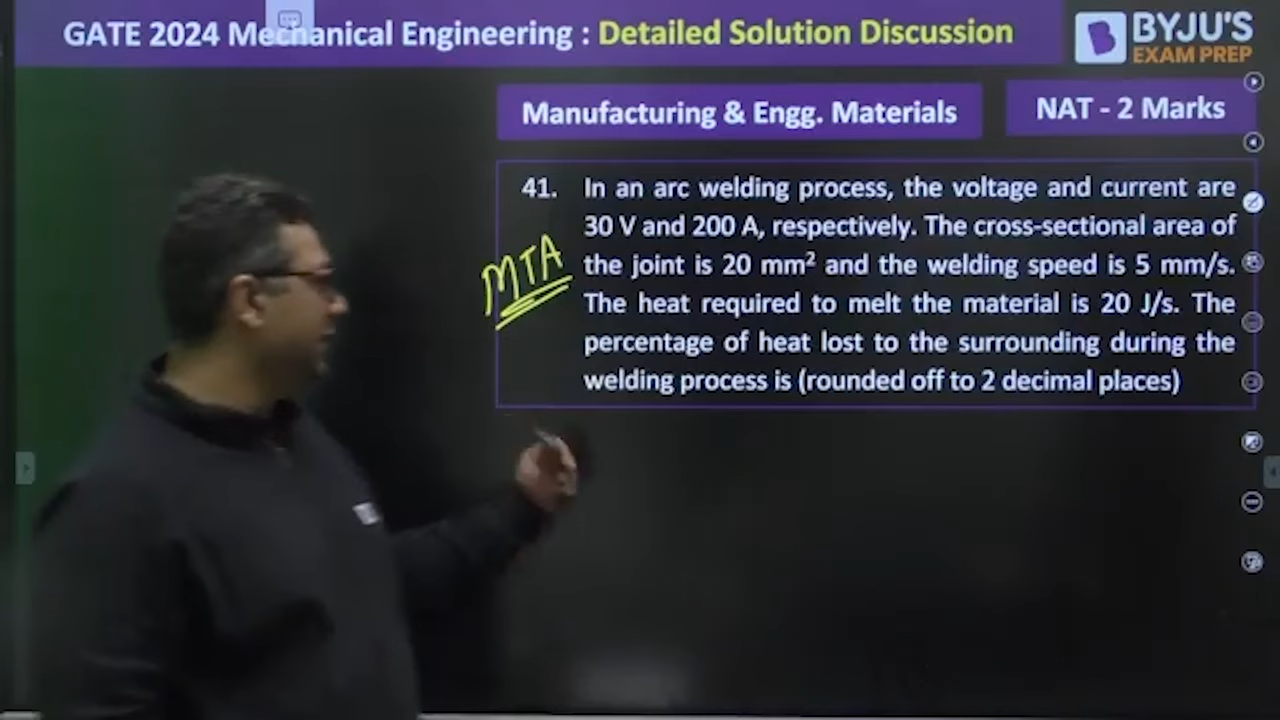 GATE 2024 Mechanical Engineering : Detailed Solution Discussion
BYJU'S
EXAM PREP
Manufacturing & Engg. Materials
NAT - 2 Marks
41. In an arc welding process, the voltage and current are
30 V and 200 A, respectively. The cross-sectional area of
the joint is 20 mm² and the welding speed is 5 mm/s.
The heat required to melt the material is 20 J/s. The
percentage of heat lost to the surrounding during the
welding process is (rounded off to 2 decimal places)
MTA